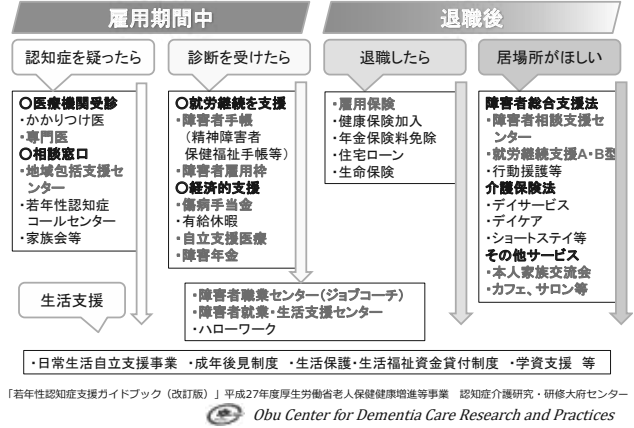 雇用期間中
退職後
認知症を疑ったら
診断を受けたら
退職したら
居場所がほしい
〇医療機関受診
・かかりつけ医
・専門医
〇相談窓口
・地域包括支援セ
ンター
・若年性認知症
コールセンター
・家族会等
〇就労継続を支援
・障害者手帳
（精神障害者
保健福祉手帳等）
・障害者雇用枠
〇経済的支援
・傷病手当金
・有給休暇
・自立支援医療
・障害年金
・雇用保険
・健康保険加入
・年金保険料免除
・住宅ローン
・生命保険
障害者総合支援法
・障害者相談支援セ
ンター
・就労継続支援A・B型
・行動援護等
介護保険法
・デイサービス
・デイケア
・ショートステイ等
その他サービス
・本人家族交流会
・カフェ、サロン等
生活支援
・障害者職業センター（ジョブコーチ）
・障害者就業・生活支援センター
・ハローワーク
・日常生活自立支援事業 ・成年後見制度 ・生活保護・生活福祉資金貸付制度 ・学資支援 等
「若年性認知症支援ガイドブック（改訂版）」平成27年度厚生労働省老人保健健康増進等事業 認知症介護研究・研修大府センター
Obu Center for Dementia Care Research and Practices